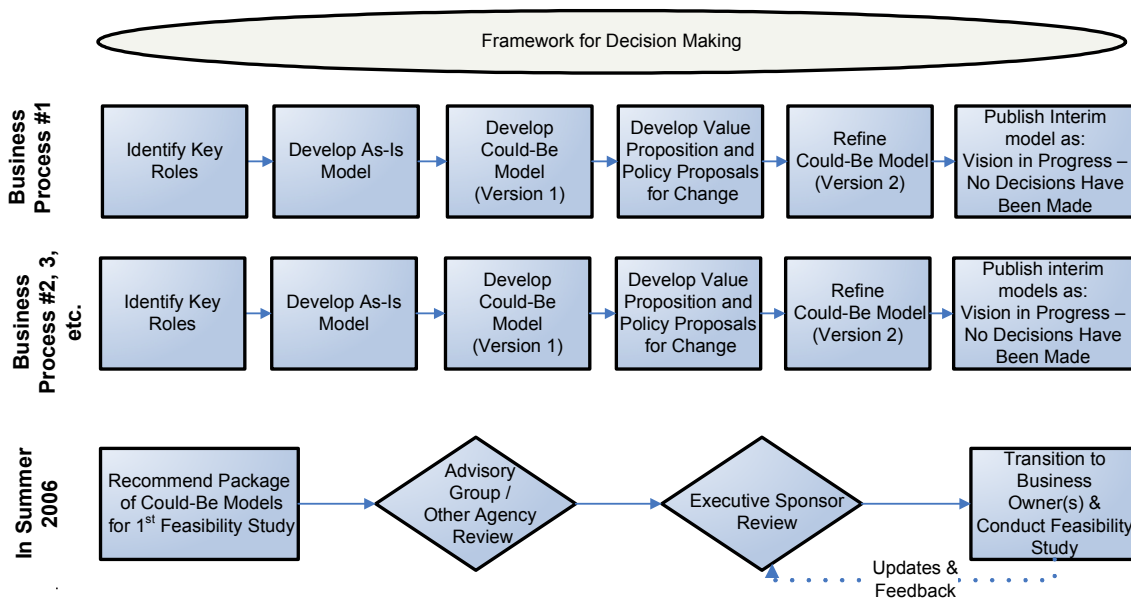 Framework for Decision Making
Business
Process #1
Identify Key
Roles
Develop As-Is
Model
Develop
Could-Be
Model
(Version 1)
Develop Value
Proposition and
Policy Proposals
for Change
Refine
Could-Be Model
(Version 2)
Publish Interim
model as:
Vision in Progress –
No Decisions Have
Been Made
Business
Process #2, 3,
etc.
Identify Key
Roles
Develop As-Is
Model
Develop
Could-Be
Model
(Version 1)
Develop Value
Proposition and
Policy Proposals
for Change
Refine
Could-Be Model
(Version 2)
Publish interim
models as:
Vision in Progress –
No Decisions Have
Been Made
In Summer
2006
Recommend Package
of Could-Be Models
for 1st Feasibility Study
Advisory
Group /
Other Agency
Review
Executive Sponsor
Review
Transition to
Business
Owner(s) &
Conduct Feasibility
Study
Updates &
Feedback
.